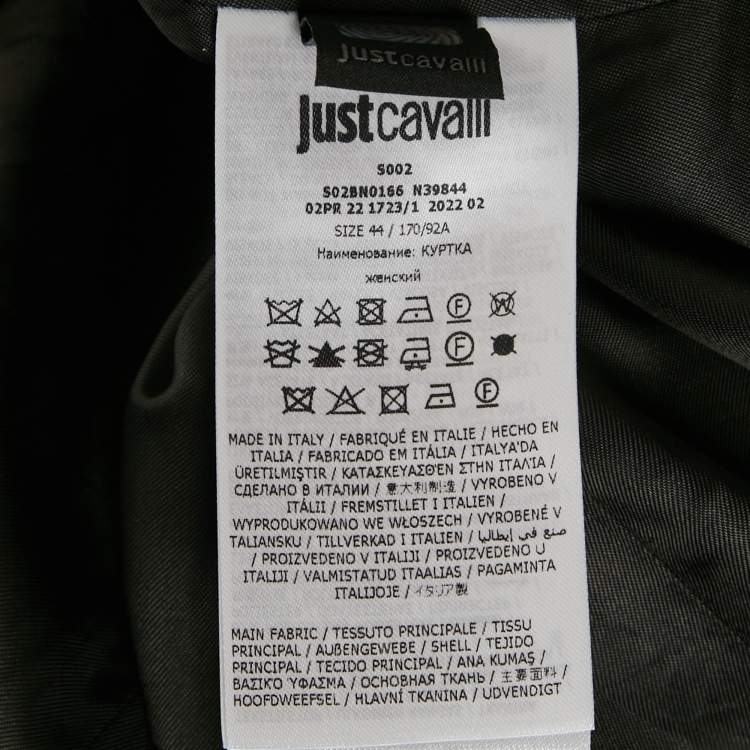 justcavalli
justcavalli
S002
S02BN0166 N39844
02PR 22 1723/1 2022 02
SIZE 44 / 170/92A
Наименование: КУРТКА
женский
F W
F
F
MADE IN ITALY / FABRIQUÉ EN ITALIE / HECHO EN
ITALIA / FABRICADO EM ITÁLIA / ITALYA'DA
ÜRETILMIŞTIR / ΚΑΤΑΣΚΕΥΑΣΘΈΝ ΣΤΗΝ ΙΤΑΛΊΑ /
СДЕЛАНО В ИТАЛИИ / 意大利制造 / VYROBENO V
ITÁLII / FREMSTILLET I ITALIEN /
WYPRODUKOWANO WE WŁOSZECH / VYROBENÉ V
TALIANSKU / TILLVERKAD I ITALIEN / صنع في إيطاليا
/ PROIZVEDENO V ITALIJI / PROIZVEDENO U
ITALIJI / VALMISTATUD ITAALIAS / PAGAMINTA
ITALIJOJE / イタリア製
MAIN FABRIC / TESSUTO PRINCIPALE / TISSU
PRINCIPAL / AUßENGEWEBE / SHELL / TEJIDO
PRINCIPAL / TECIDO PRINCIPAL / ANA KUMAŞ /
ΒΑΣΙΚΌ ΎΦΑΣΜΑ / ОСНОВНАЯ ТКАНЬ / 主要面料 /
HOOFDWEEFSEL / HLAVNÍ TKANINA / UDVENDIGT